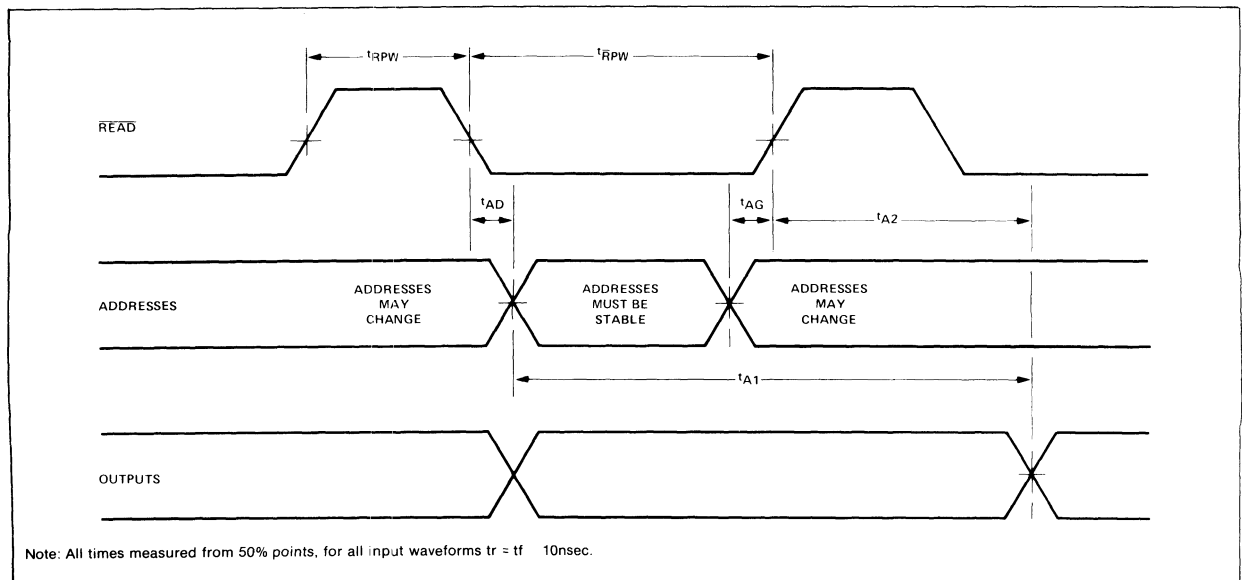 tRPW
tR̅PW
R̅E̅A̅D̅
tAD
tAG
tA2
ADDRESSES
ADDRESSES
MAY
CHANGE
ADDRESSES
MUST BE
STABLE
ADDRESSES
MAY
CHANGE
tA1
OUTPUTS
Note: All times measured from 50% points, for all input waveforms tr = tf 10nsec.